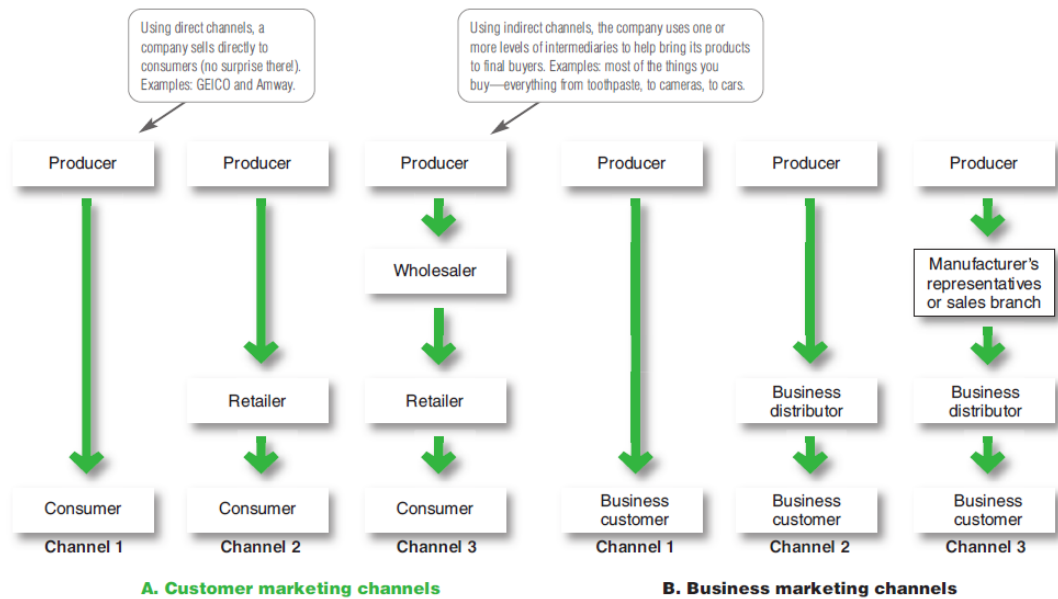 Using direct channels, a
company sells directly to
consumers (no surprise there!).
Examples: GEICO and Amway.
Using indirect channels, the company uses one or
more levels of intermediaries to help bring its products
to final buyers. Examples: most of the things you
buy—everything from toothpaste, to cameras, to cars.
Producer
Producer
Producer
Producer
Producer
Producer
Wholesaler
Manufacturer's
representatives
or sales branch
Retailer
Retailer
Business
distributor
Business
distributor
Consumer
Consumer
Consumer
Business
customer
Business
customer
Business
customer
Channel 1
Channel 2
Channel 3
Channel 1
Channel 2
Channel 3
A. Customer marketing channels
B. Business marketing channels